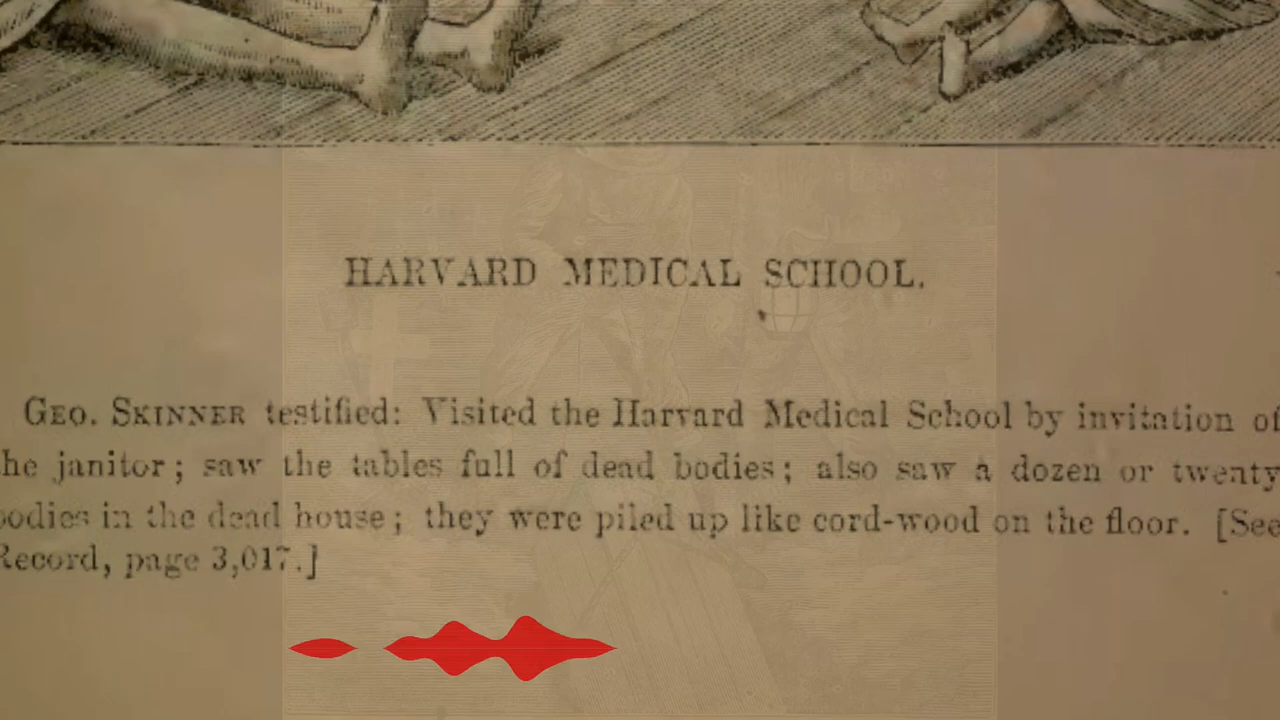 HARVARD MEDICAL SCHOOL.
GEO. SKINNER testified: Visited the Harvard Medical School by invitation of
he janitor; saw the tables full of dead bodies; also saw a dozen or twenty
odies in the dead house; they were piled up like cord-wood on the floor. [See
Record, page 3,017.]